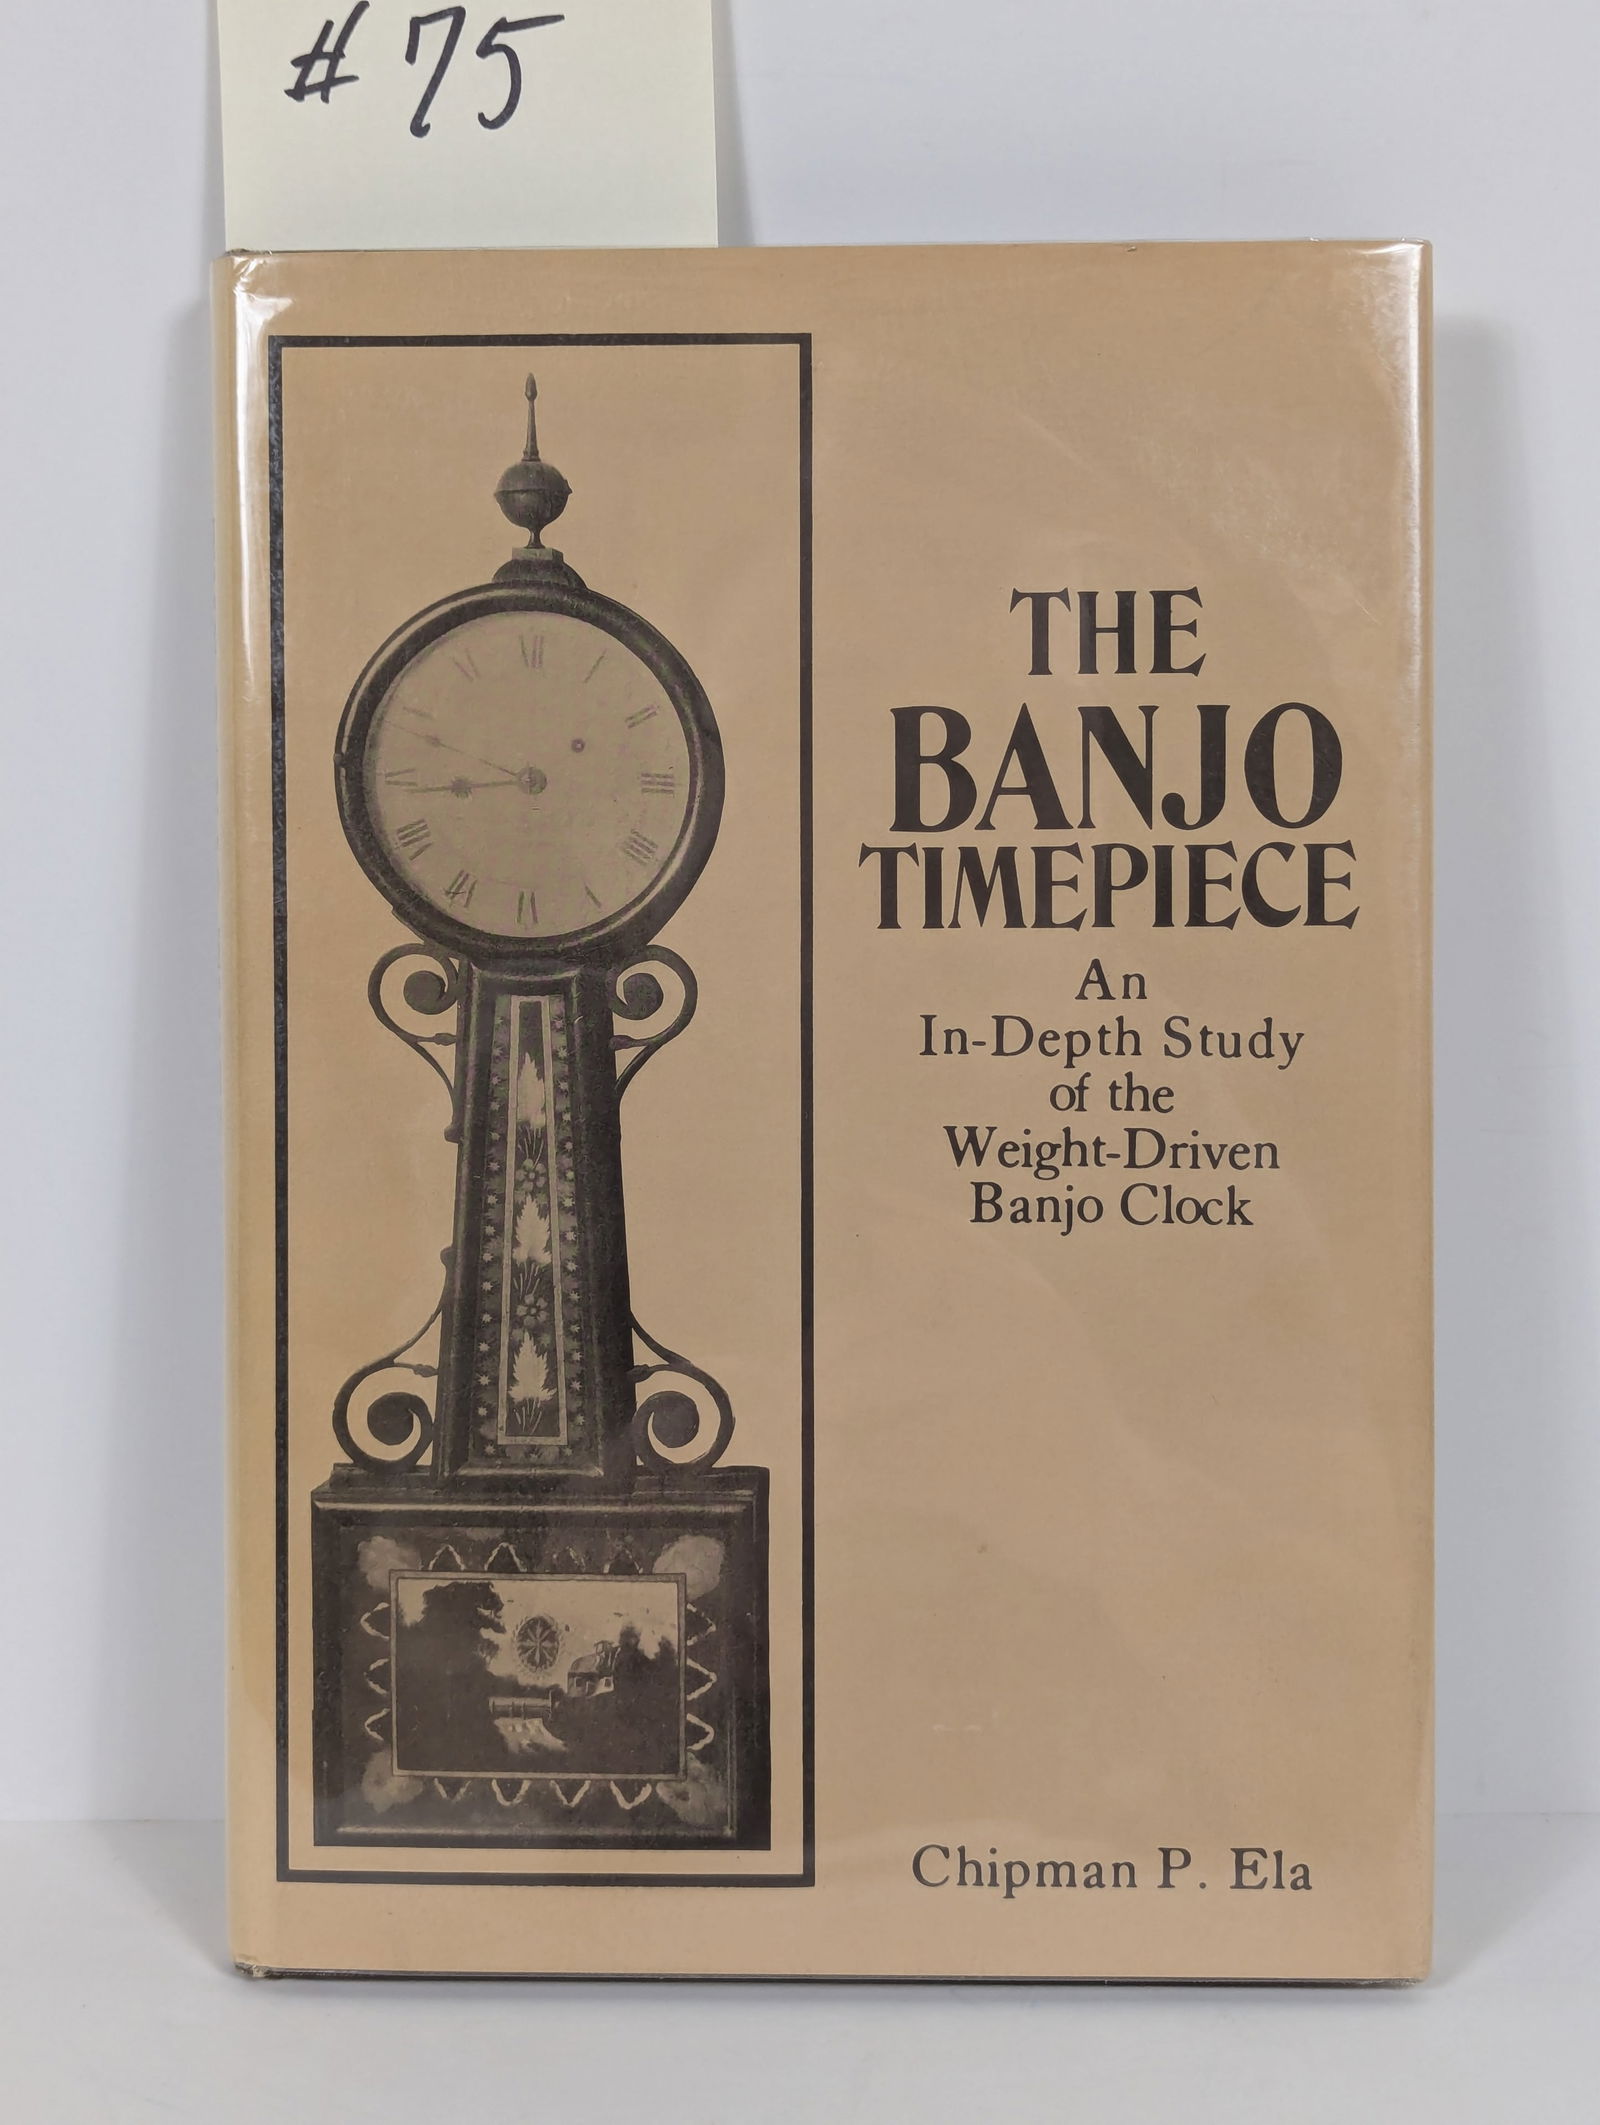 # 75
THE
BANJO
TIMEPIECE
An
In-Depth Study
of the
Weight-Driven
Banjo Clock
Chipman P. Ela